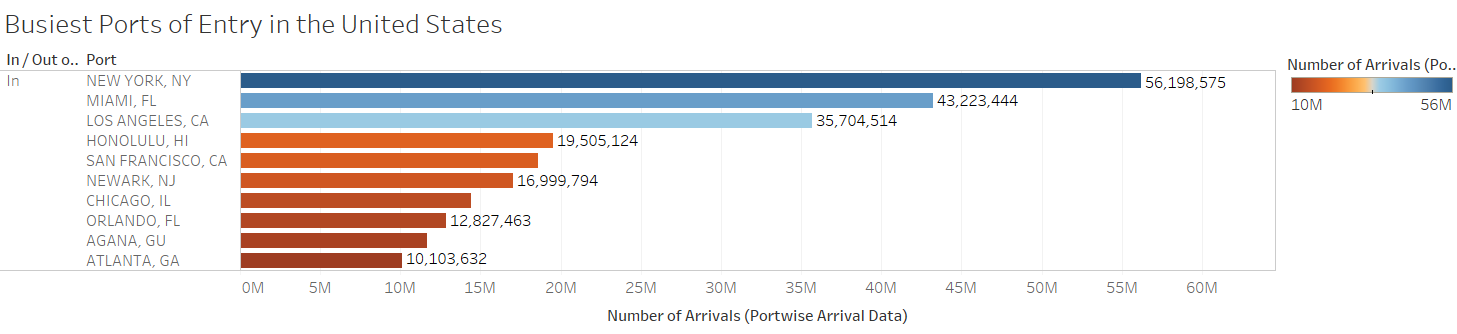 Busiest Ports of Entry in the United States
In / Out o.. Port
In NEW YORK, NY 56,198,575
MIAMI, FL 43,223,444
LOS ANGELES, CA 35,704,514
HONOLULU, HI 19,505,124
SAN FRANCISCO, CA
NEWARK, NJ 16,999,794
CHICAGO, IL
ORLANDO, FL 12,827,463
AGANA, GU
ATLANTA, GA 10,103,632
0M 5M 10M 15M 20M 25M 30M 35M 40M 45M 50M 55M 60M
Number of Arrivals (Portwise Arrival Data)
Number of Arrivals (Po..
10M 56M